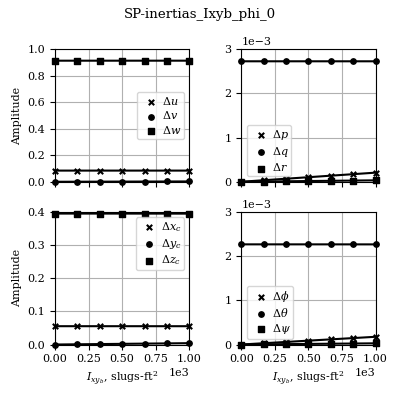 SP-inertias_Ixyb_phi_0
1e−3
1.0
0.8
0.6
0.4
0.2
0.0
Amplitude
Δu
Δv
Δw
3
2
1
0
Δp
Δq
Δr
1e−3
0.4
0.3
0.2
0.1
0.0
Amplitude
Δx_c
Δy_c
Δz_c
0.00 0.25 0.50 0.75 1.00
1e3
I_{xy_b}, slugs-ft²
3
2
1
0
Δϕ
Δθ
Δψ
0.00 0.25 0.50 0.75 1.00
1e3
I_{xy_b}, slugs-ft²